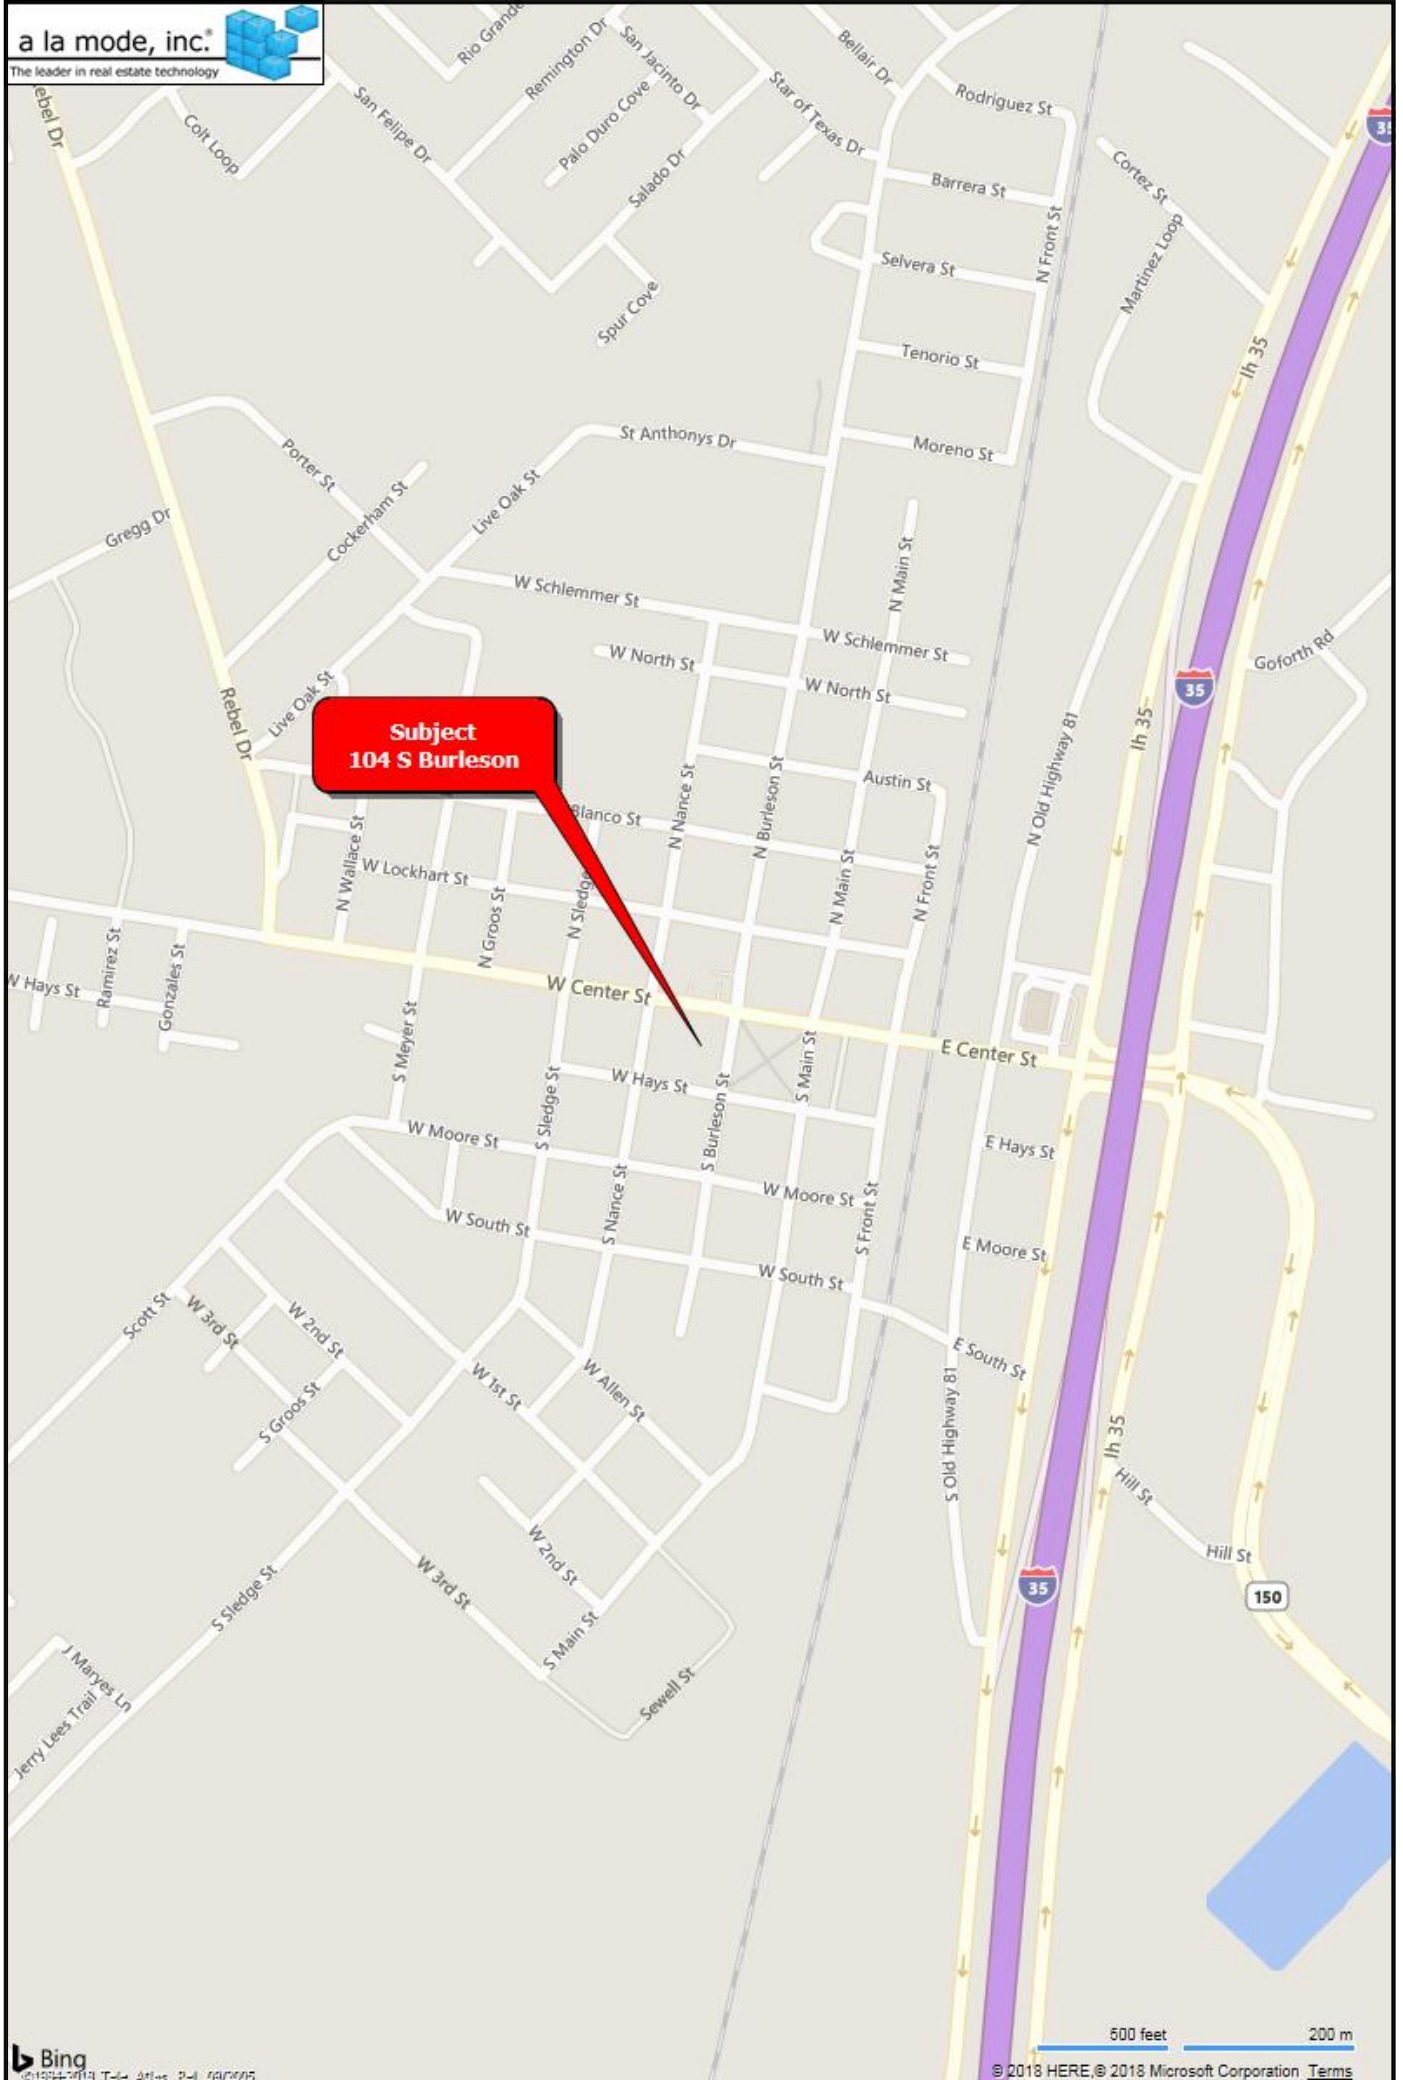 a la mode, inc.®
The leader in real estate technology
Rio Grande
Remington Dr
San Jacinto Dr
Bellair Dr
Rodriguez St
35
ebel Dr
Colt Loop
San Felipe Dr
Palo Duro Cove
Star of Texas Dr
Salado Dr
Barrera St
Cortez St
N Front St
Martinez Loop
Selvera St
Spur Cove
Tenorio St
Ih 35
St Anthonys Dr
Moreno St
Porter St
Live Oak St
Cockerham St
Gregg Dr
N Main St
W Schlemmer St
W Schlemmer St
W North St
W North St
Goforth Rd
35
Rebel Dr
Live Oak St
Subject
104 S Burleson
Ih 35
N Old Highway 81
Austin St
N Nance St
N Burleson St
Blanco St
N Wallace St
W Lockhart St
N Groos St
N Sledge
N Main St
N Front St
Ramirez St
Gonzales St
W Hays St
W Center St
E Center St
S Meyer St
S Main St
W Hays St
S Sledge St
S Burleson St
W Moore St
E Hays St
W Moore St
S Nance St
S Front St
W South St
E Moore St
W South St
Scott St
W 3rd St
W 2nd St
E South St
W 1st St
W Allen St
S Groos St
S Old Highway 81
Ih 35
Hill St
Hill St
W 2nd St
W 3rd St
35
150
S Sledge St
S Main St
J Maryes Ln
Sewell St
Jerry Lees Trail
500 feet
200 m
Bing
© 2018 HERE,© 2018 Microsoft Corporation Terms